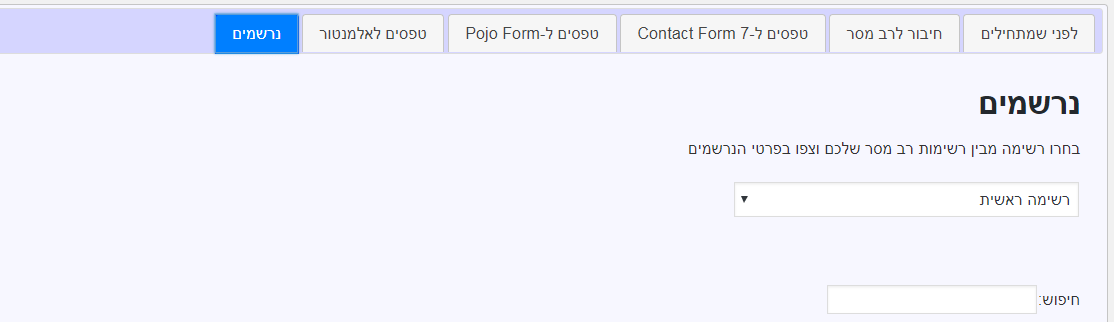 לפני שמתחילים חיבור לרב מסר טפסים ל-Contact Form 7 טפסים ל-Pojo Form טפסים לאלמנטור נרשמים
נרשמים
בחרו רשימה מבין רשימות רב מסר שלכם וצפו בפרטי הנרשמים
רשימה ראשית
חיפוש: